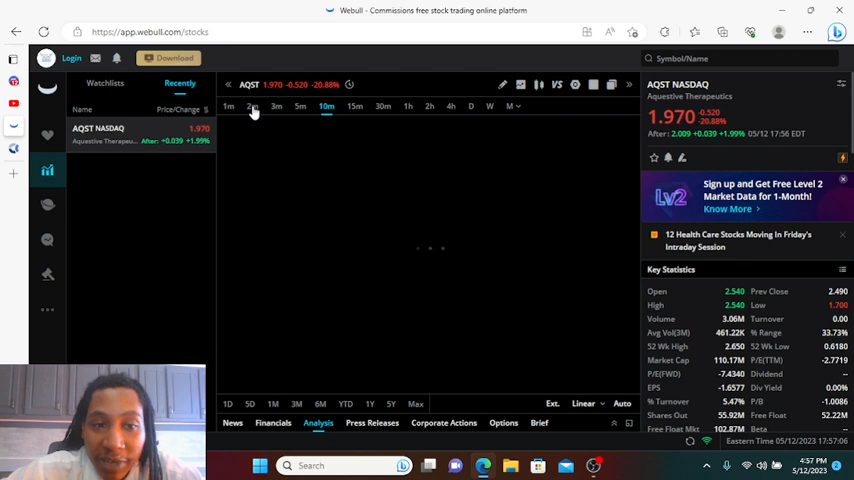 Webull - Commissions free stock trading online platform
https://app.webull.com/stocks
Login
Download
Symbol/Name
Watchlists
Recently
Name
Price/Change
AQST NASDAQ
1.970
Aquestive Therapeu...
After: +0.039 +1.99%
AQST 1.970 -0.520 -20.88%
VS
1m 2m 3m 5m 10m 15m 30m 1h 2h 4h D W M
1D 5D 1M 3M 6M YTD 1Y 5Y Max
Ext. Linear Auto
News Financials Analysis Press Releases Corporate Actions Options Brief
AQST NASDAQ
Aquestive Therapeutics
1.970
-0.520
-20.88%
After: 2.009 +0.039 +1.99% 05/12 17:56 EDT
Lv2
Sign up and Get Free Level 2
Market Data for 1-Month!
Know More >
12 Health Care Stocks Moving In Friday's
Intraday Session
Key Statistics
Open 2.540 Prev Close 2.490
High 2.540 Low 1.700
Volume 3.06M Turnover 0.00
Avg Vol(3M) 461.22K % Range 33.73%
52 Wk High 2.650 52 Wk Low 0.6180
Market Cap 110.17M P/E(TTM) -2.7719
P/E(FWD) -7.4340 Dividend --
EPS -1.6577 Div Yield 0.00%
% Turnover 5.47% P/B -1.0086
Shares Out 55.92M Free Float 52.22M
Free Float Mkt 102.87M Beta --
Eastern Time 05/12/2023 17:57:06
Search
4:57 PM
5/12/2023
2